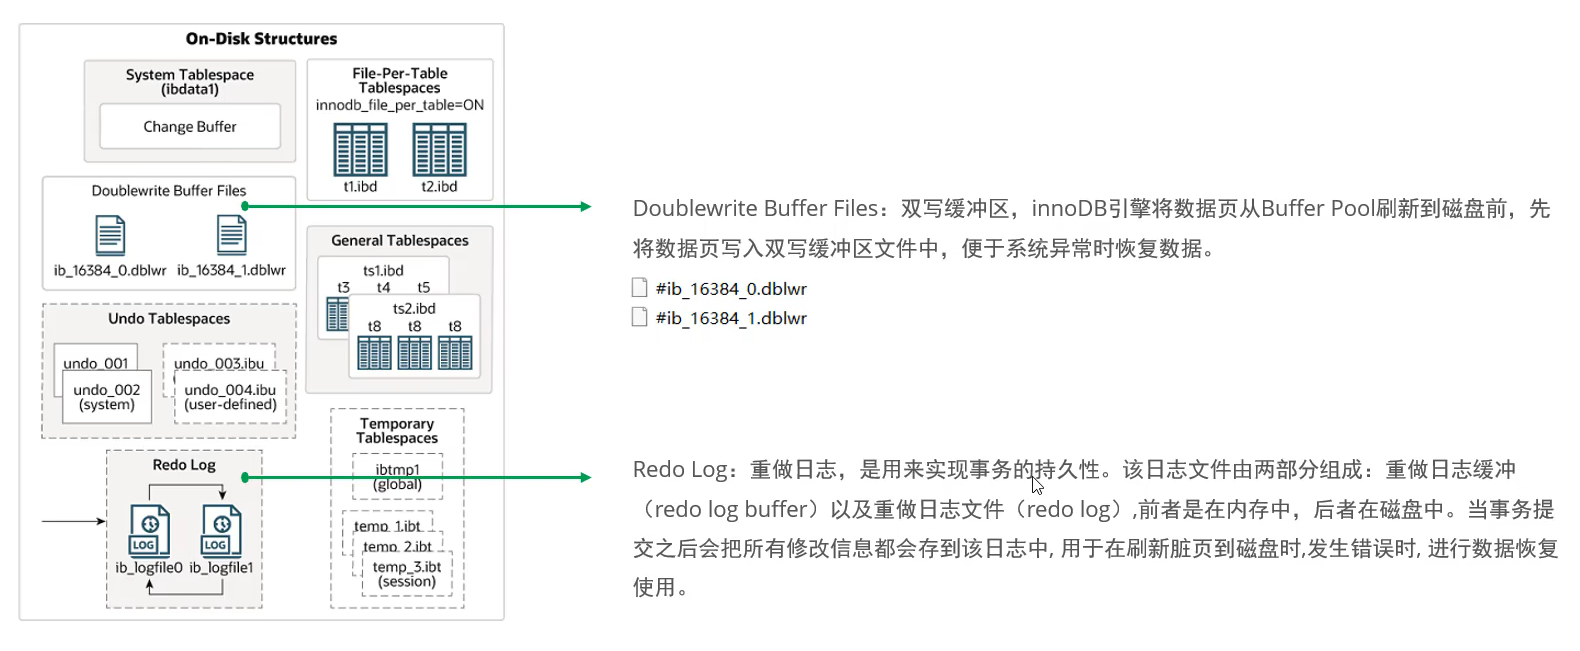 On-Disk Structures
System Tablespace
(ibdata1)
Change Buffer
File-Per-Table
Tablespaces
innodb_file_per_table=ON
t1.ibd
t2.ibd
Doublewrite Buffer Files
ib_16384_0.dblwr
ib_16384_1.dblwr
General Tablespaces
ts1.ibd
t3 t4 t5
ts2.ibd
t8 t8 t8
Undo Tablespaces
undo_001
undo_002
(system)
undo_003.ibu
undo_004.ibu
(user-defined)
Temporary
Tablespaces
ibtmp1
(global)
temp_1.ibt
temp_2.ibt
temp_3.ibt
(session)
Redo Log
LOG
LOG
ib_logfile0
ib_logfile1
Doublewrite Buffer Files：双写缓冲区，innoDB引擎将数据页从Buffer Pool刷新到磁盘前，先
将数据页写入双写缓冲区文件中，便于系统异常时恢复数据。
#ib_16384_0.dblwr
#ib_16384_1.dblwr
Redo Log：重做日志，是用来实现事务的持久性。该日志文件由两部分组成：重做日志缓冲
（redo log buffer）以及重做日志文件（redo log）,前者是在内存中，后者在磁盘中。当事务提
交之后会把所有修改信息都会存到该日志中, 用于在刷新脏页到磁盘时,发生错误时, 进行数据恢复
使用。